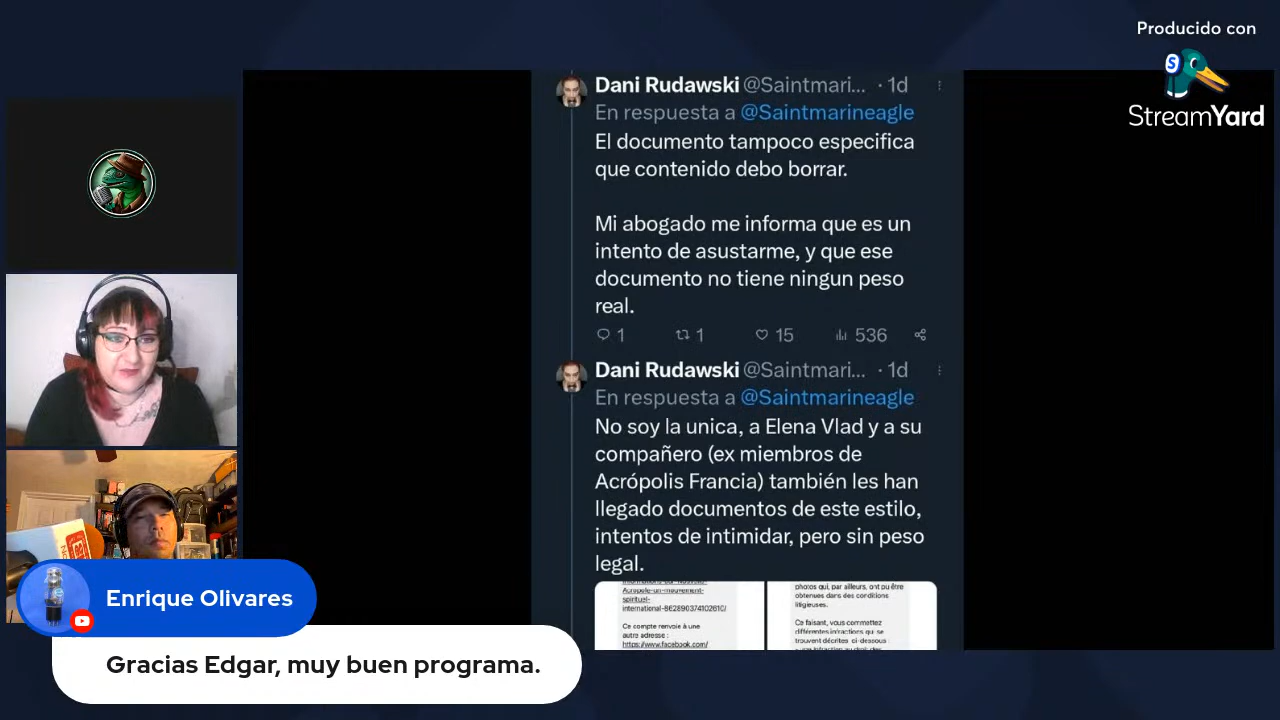 Producido con
StreamYard
Dani Rudawski @Saintmari... · 1d
En respuesta a @Saintmarineagle
El documento tampoco especifica
que contenido debo borrar.
Mi abogado me informa que es un
intento de asustarme, y que ese
documento no tiene ningun peso
real.
1 1 15 536
Dani Rudawski @Saintmari... · 1d
En respuesta a @Saintmarineagle
No soy la unica, a Elena Vlad y a su
compañero (ex miembros de
Acrópolis Francia) también les han
llegado documentos de este estilo,
intentos de intimidar, pero sin peso
legal.
spirituel-
international-862890374102610/
Ce compte renvoie à une
autre adresse :
https://www.facebook.com/
photos qui, par ailleurs, ont pu être
obtenues dans des conditions
litigieuses.
Ce faisant, vous commettez
différentes infractions qui se
trouvent décrites ci-dessous :
Enrique Olivares
Gracias Edgar, muy buen programa.